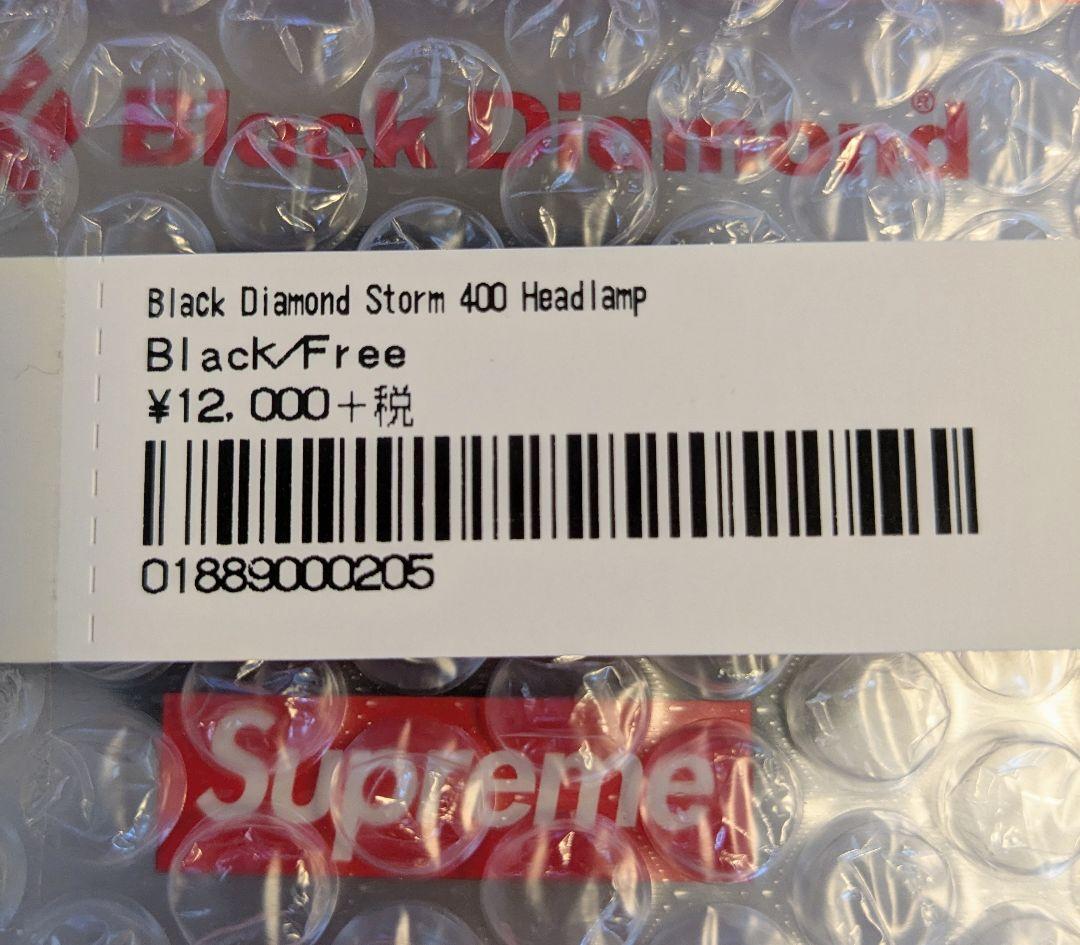 Black Diamond®
Black Diamond Storm 400 Headlamp
Black/Free
¥12,000+税
01889000205
Supreme